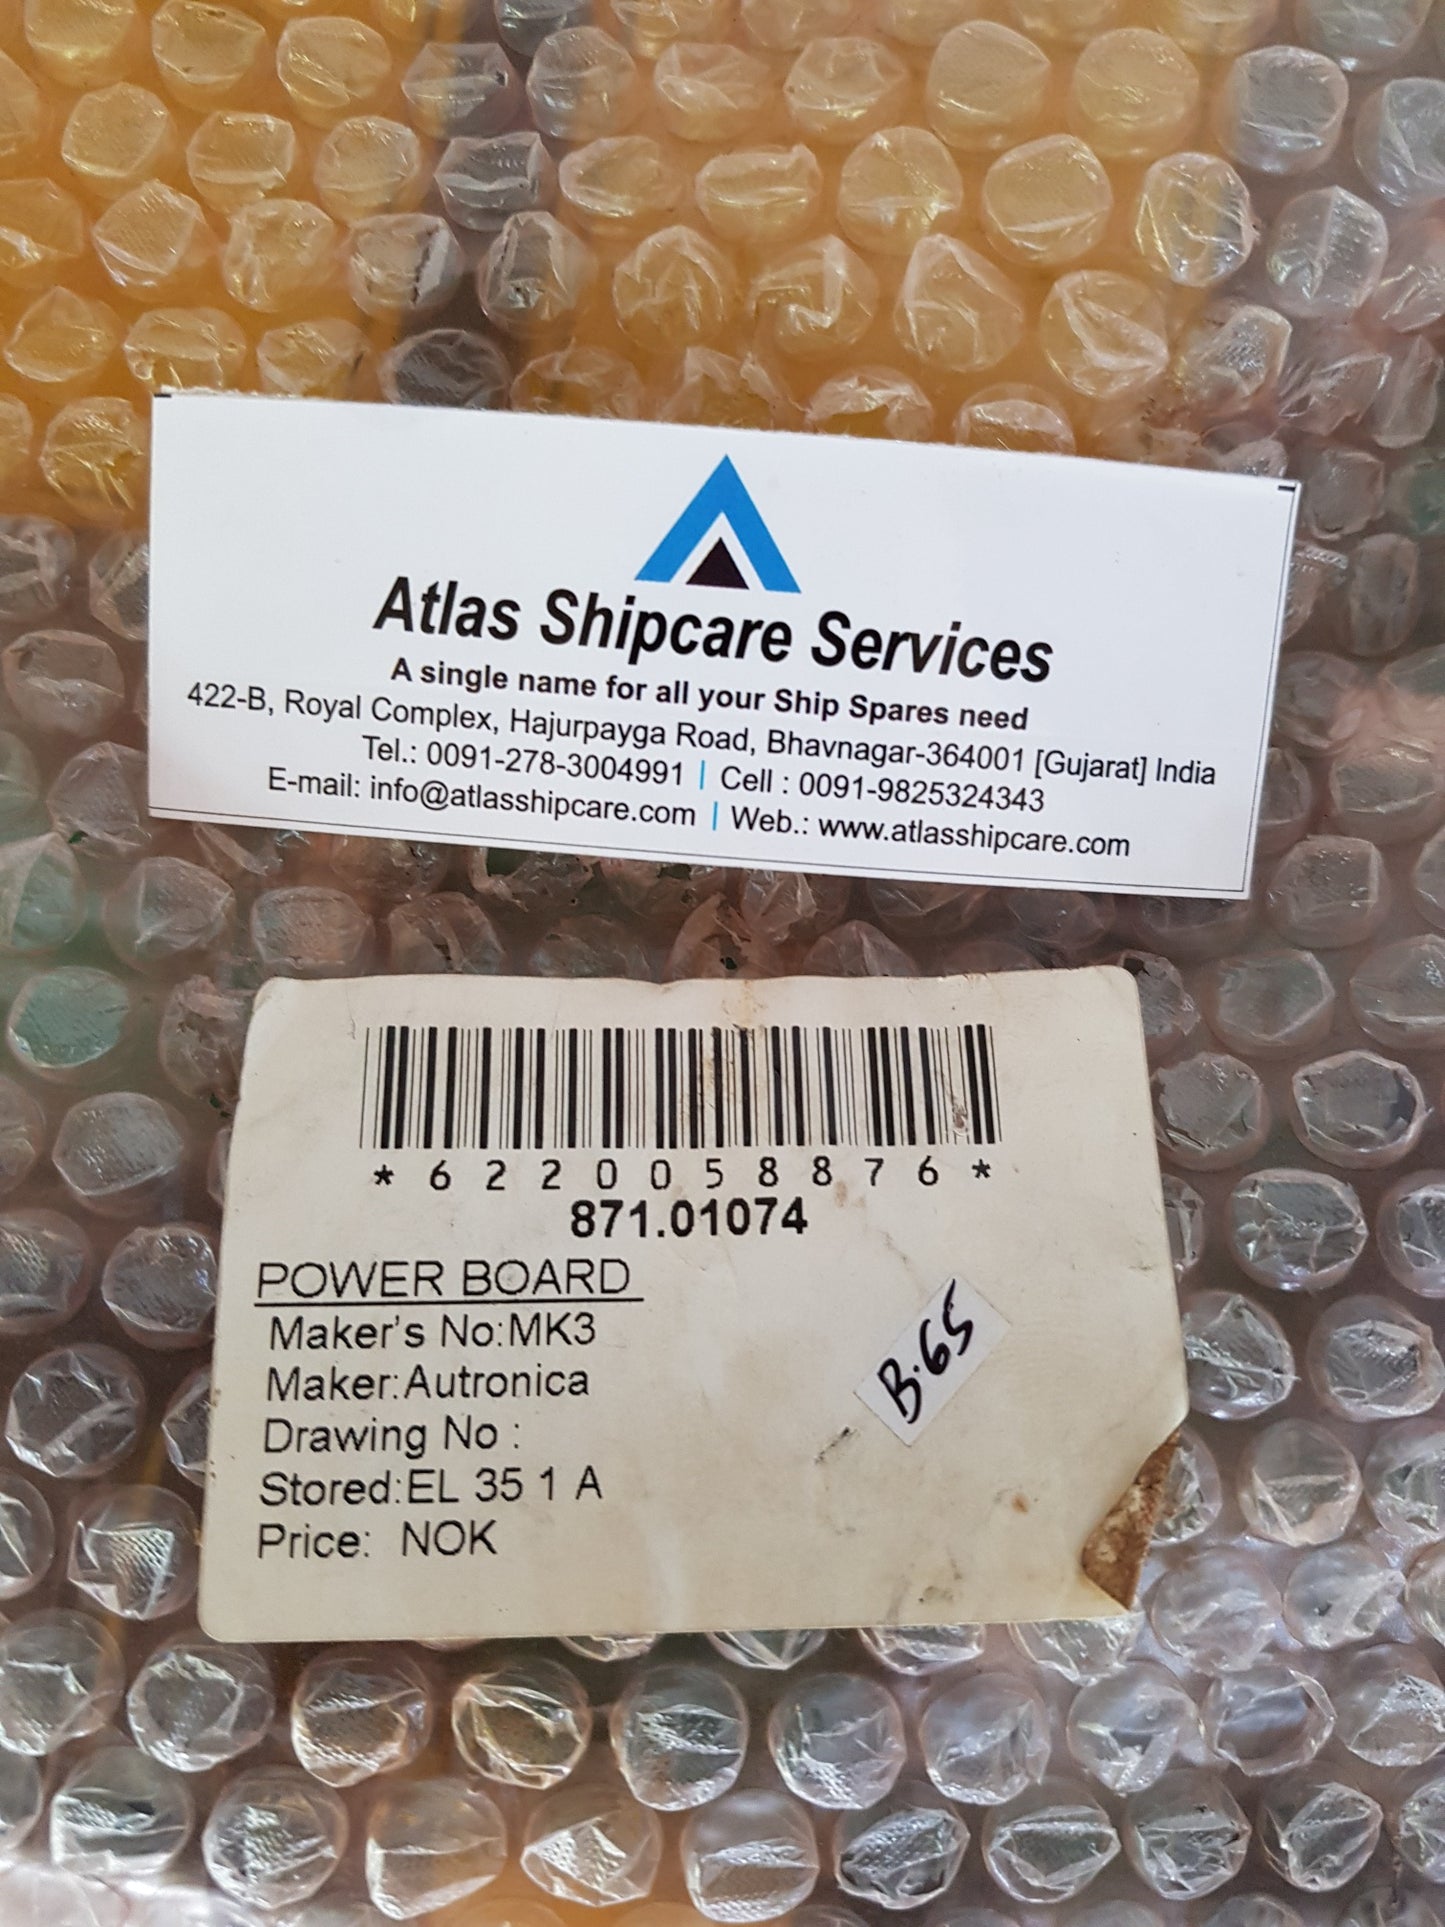 Atlas Shipcare Services
A single name for all your Ship Spares need
422-B, Royal Complex, Hajurpayga Road, Bhavnagar-364001 [Gujarat] India
Tel.: 0091-278-3004991 | Cell : 0091-9825324343
E-mail: info@atlasshipcare.com | Web.: www.atlasshipcare.com
*6220058876*
871.01074
POWER BOARD
Maker's No:MK3
Maker:Autronica
Drawing No :
Stored:EL 35 1 A
Price: NOK
B.65